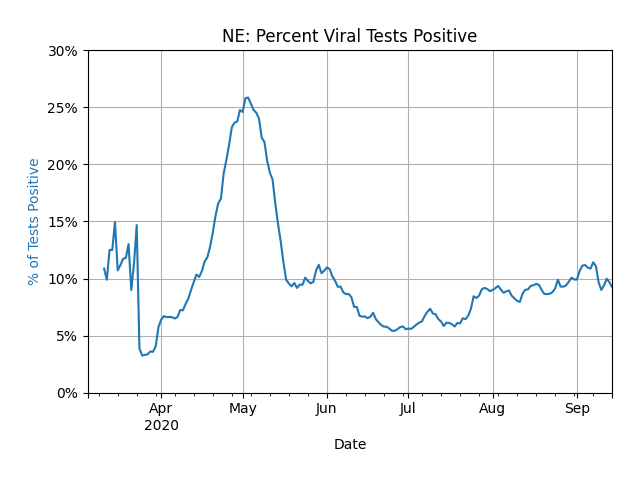 NE: Percent Viral Tests Positive
% of Tests Positive
30%
25%
20%
15%
10%
5%
0%
Apr
2020
May
Jun
Jul
Aug
Sep
Date